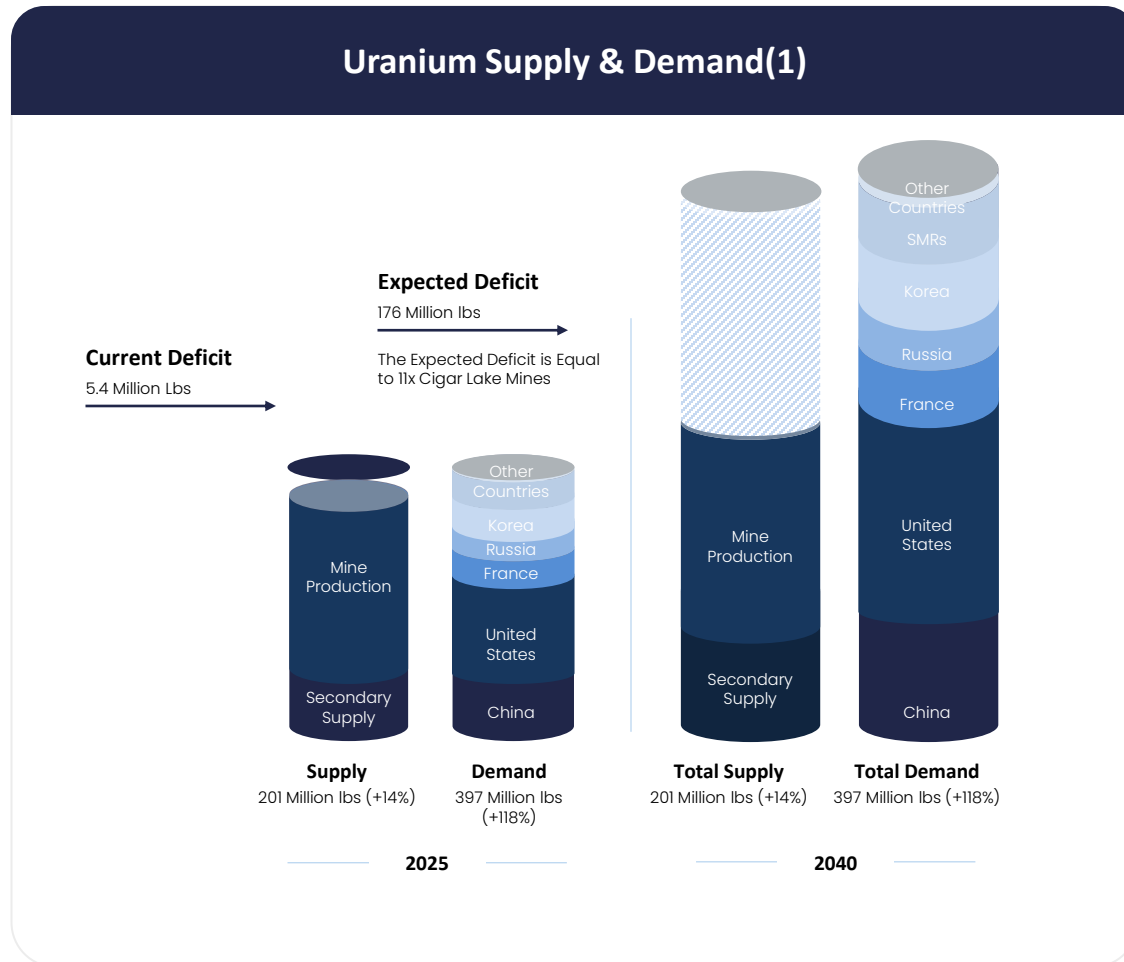 Uranium Supply & Demand(1)
Expected Deficit
176 Million lbs
The Expected Deficit is Equal
to 11x Cigar Lake Mines
Current Deficit
5.4 Million Lbs
Mine
Production
Secondary
Supply
Other
Countries
Korea
Russia
France
United
States
China
Mine
Production
Secondary
Supply
Other
Countries
SMRs
Korea
Russia
France
United
States
China
Supply
201 Million lbs (+14%)
Demand
397 Million lbs
(+118%)
Total Supply
201 Million lbs (+14%)
Total Demand
397 Million lbs (+118%)
2025
2040